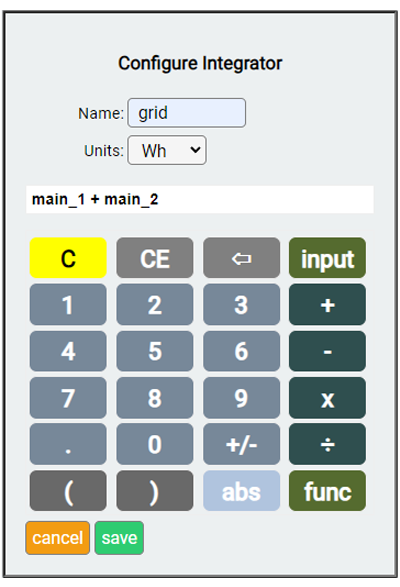 Configure Integrator
Name: grid
Units: Wh
main_1 + main_2
C CE ⇦ input
1 2 3 +
4 5 6 -
7 8 9 x
. 0 +/- ÷
( ) abs func
cancel save